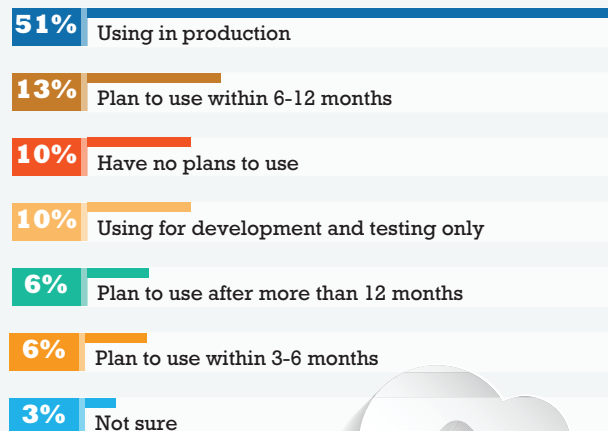 51% Using in production
13% Plan to use within 6-12 months
10% Have no plans to use
10% Using for development and testing only
6% Plan to use after more than 12 months
6% Plan to use within 3-6 months
3% Not sure